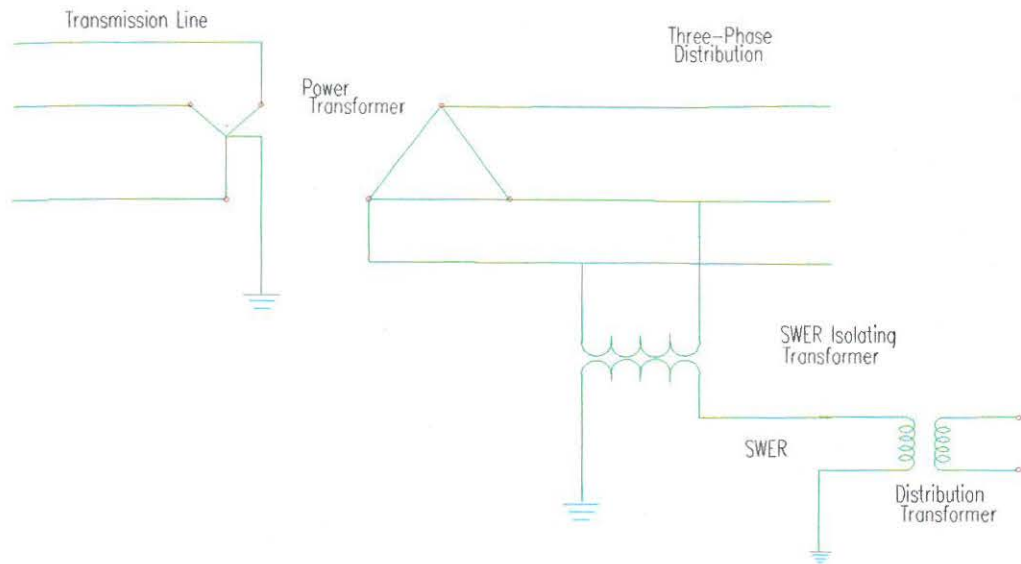 Transmission Line
Three-Phase
Distribution
Power
Transformer
SWER Isolating
Transformer
SWER
Distribution
Transformer